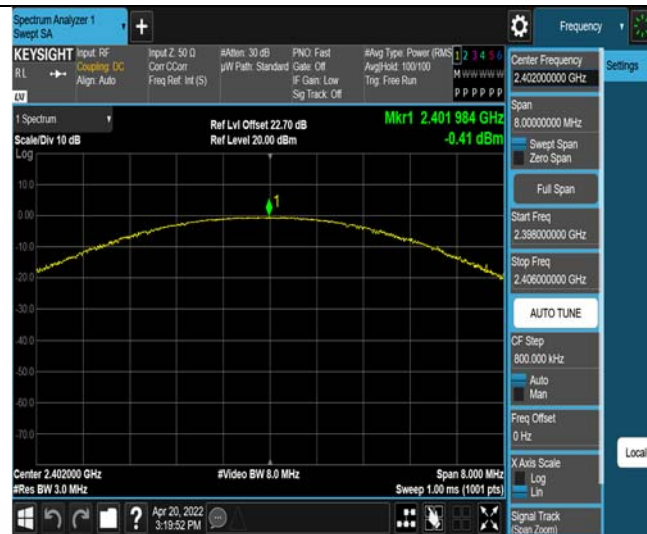 Spectrum Analyzer 1
Swept SA
Frequency
KEYSIGHT
RL
LXI
Input: RF
Coupling: DC
Align: Auto
Input Z: 50 Ω
Corr CCorr
Freq Ref: Int (S)
#Atten: 30 dB
µW Path: Standard
PNO: Fast
Gate: Off
IF Gain: Low
Sig Track: Off
#Avg Type: Power (RMS
Avg|Hold: 100/100
Trig: Free Run
1 2 3 4 5 6
M W W W W W
P P P P P P
1 Spectrum
Scale/Div 10 dB
Log
Ref Lvl Offset 22.70 dB
Ref Level 20.00 dBm
Mkr1 2.401 984 GHz
-0.41 dBm
1
10.0
0.00
-10.0
-20.0
-30.0
-40.0
-50.0
-60.0
-70.0
Center 2.402000 GHz
#Res BW 3.0 MHz
#Video BW 8.0 MHz
Span 8.000 MHz
Sweep 1.00 ms (1001 pts)
?
Apr 20, 2022
3:19:52 PM
Center Frequency
2.402000000 GHz
Settings
Span
8.00000000 MHz
Swept Span
Zero Span
Full Span
Start Freq
2.398000000 GHz
Stop Freq
2.406000000 GHz
AUTO TUNE
CF Step
800.000 kHz
Auto
Man
Freq Offset
0 Hz
X Axis Scale
Log
Lin
Local
Signal Track
(Span Zoom)